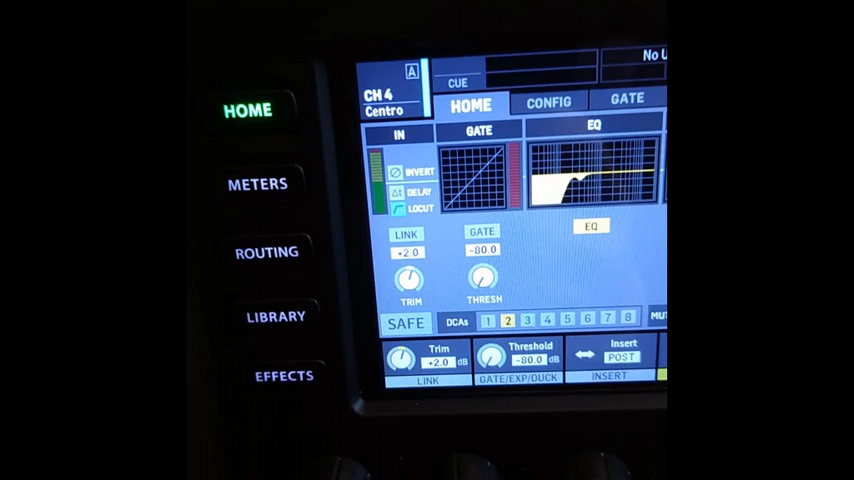 HOME
METERS
ROUTING
LIBRARY
EFFECTS
A
CH 4
Centro
CUE
No U
HOME
CONFIG
GATE
IN
GATE
EQ
INVERT
Δt DELAY
LOCUT
LINK
+2.0
TRIM
GATE
-80.0
THRESH
EQ
SAFE
DCAs 1 2 3 4 5 6 7 8
MUT
Trim
+2.0 dB
LINK
Threshold
-80.0 dB
GATE/EXP/DUCK
Insert
POST
INSERT